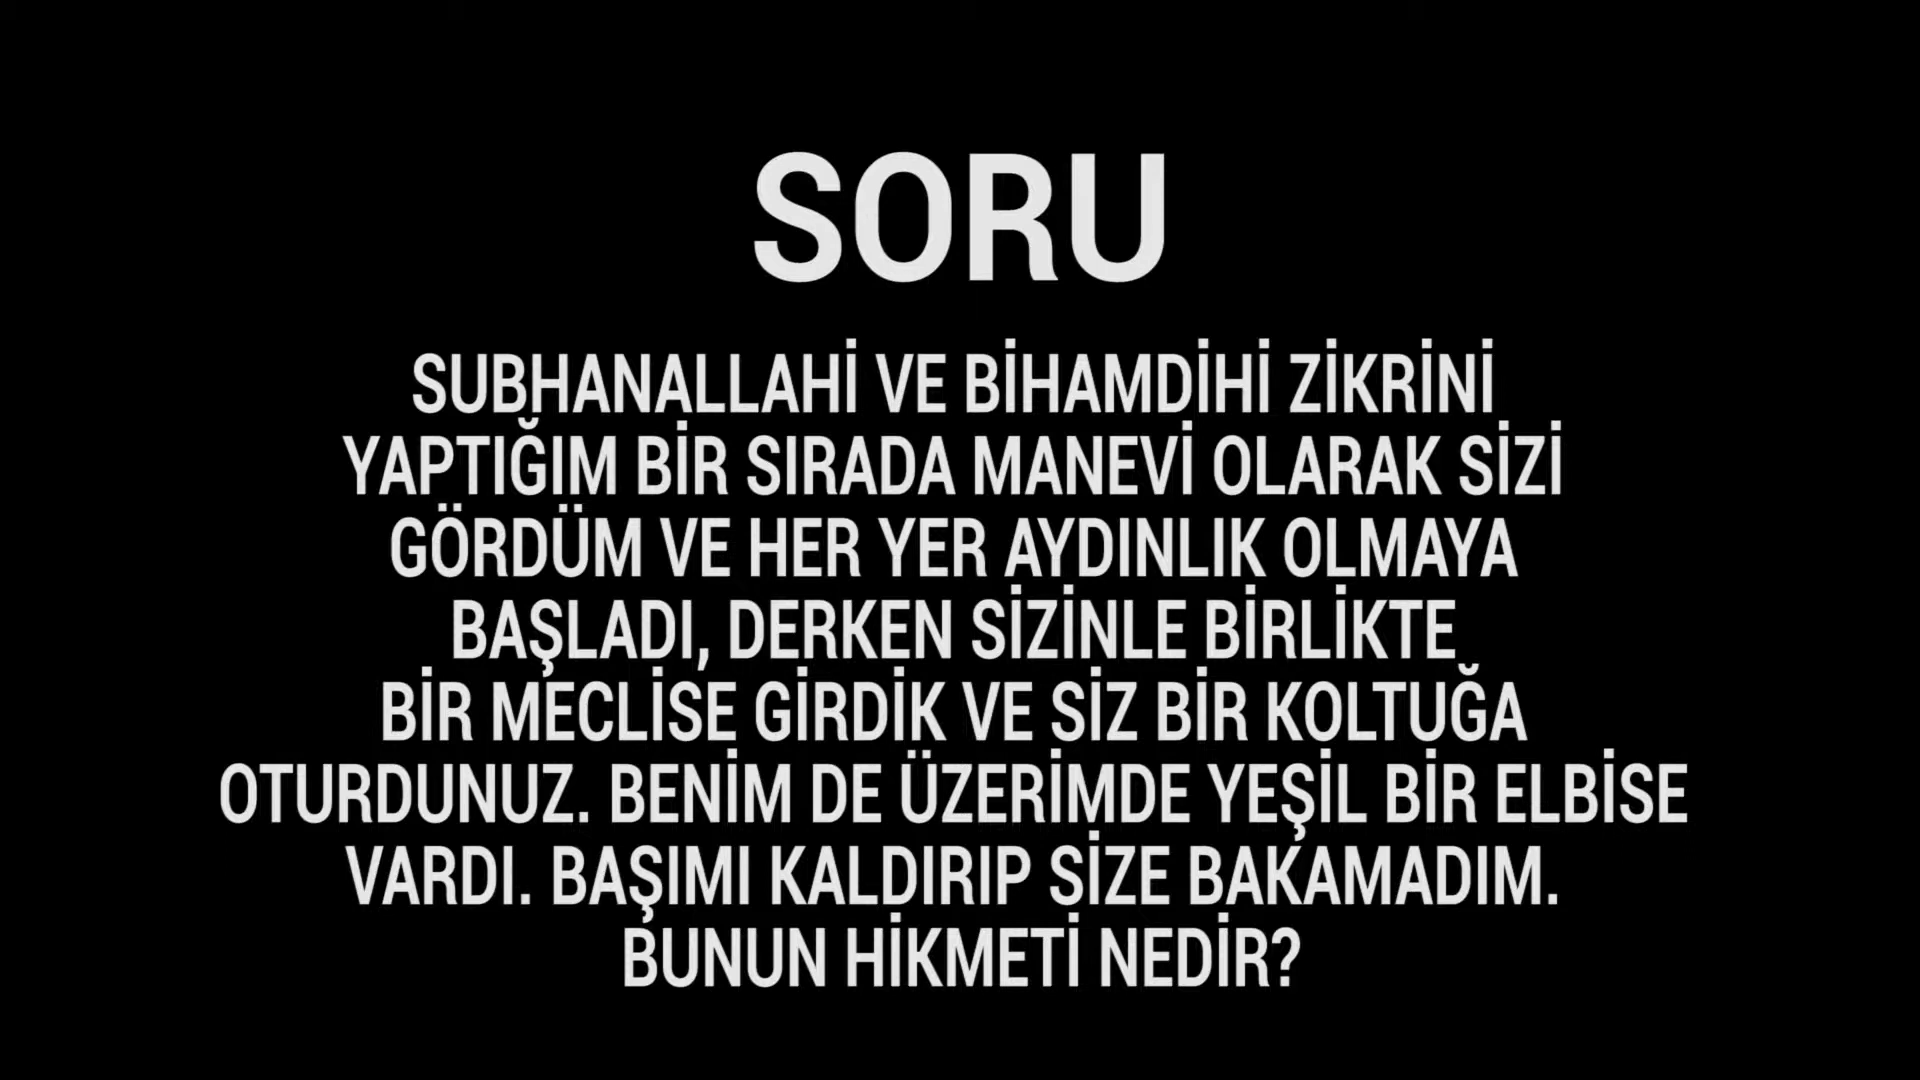 SORU
SUBHANALLAHİ VE BİHAMDİHİ ZİKRİNİ
YAPTIĞIM BİR SIRADA MANEVİ OLARAK SİZİ
GÖRDÜM VE HER YER AYDINLIK OLMAYA
BAŞLADI, DERKEN SİZİNLE BİRLİKTE
BİR MECLİSE GİRDİK VE SİZ BİR KOLTUĞA
OTURDUNUZ. BENİM DE ÜZERİMDE YEŞİL BİR ELBİSE
VARDI. BAŞIMI KALDIRIP SİZE BAKAMADIM.
BUNUN HİKMETİ NEDİR?